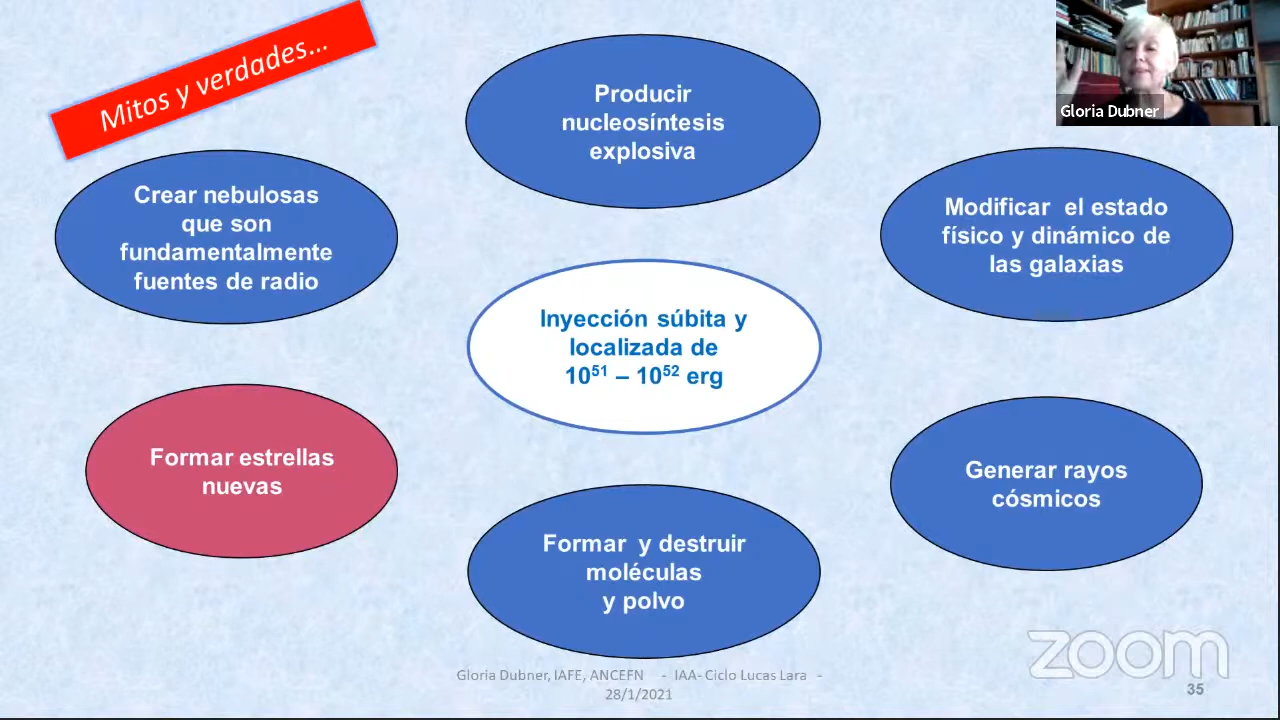 Mitos y verdades...
Gloria Dubner
Producir
nucleosíntesis
explosiva
Crear nebulosas
que son
fundamentalmente
fuentes de radio
Modificar el estado
físico y dinámico de
las galaxias
Inyección súbita y
localizada de
10⁵¹ – 10⁵² erg
Formar estrellas
nuevas
Generar rayos
cósmicos
Formar y destruir
moléculas
y polvo
Gloria Dubner, IAFE, ANCEFN - IAA- Ciclo Lucas Lara -
28/1/2021
zoom
35